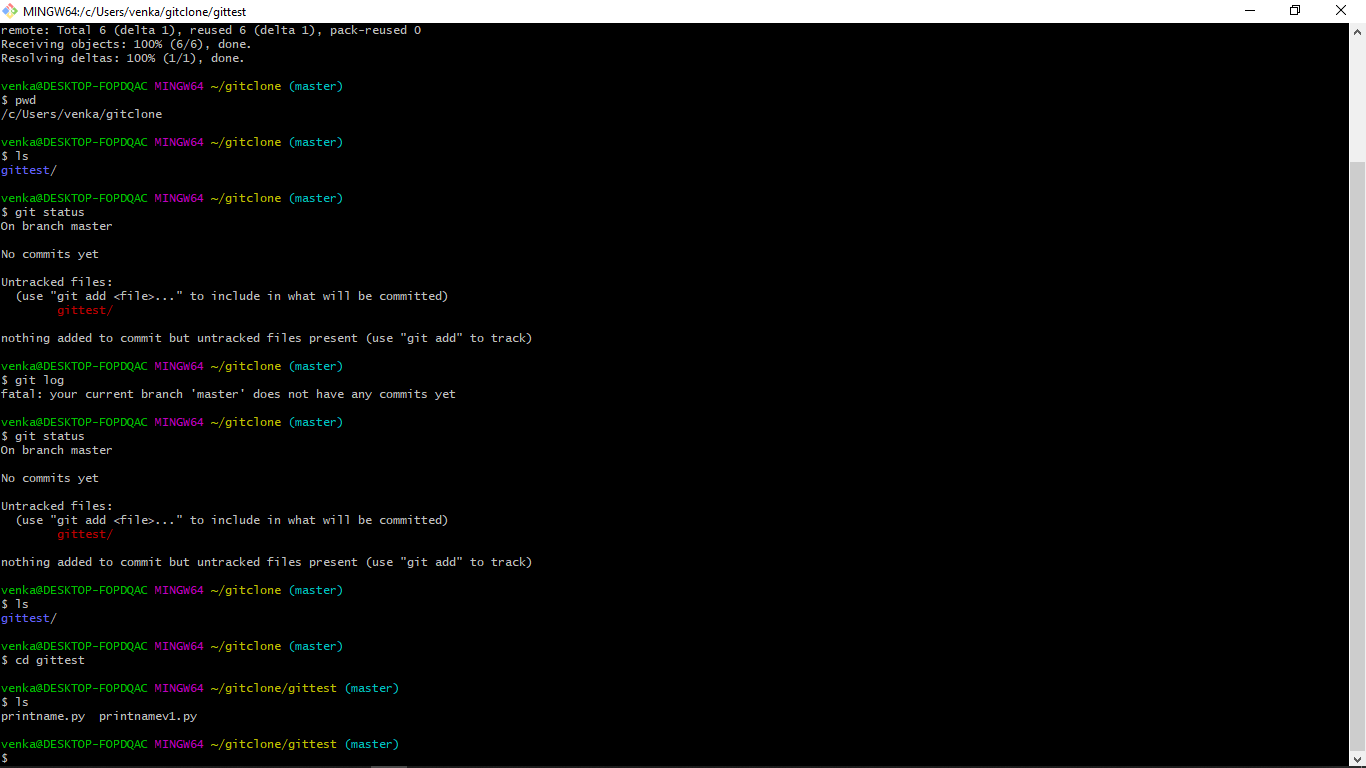 MINGW64:/c/Users/venka/gitclone/gittest
remote: Total 6 (delta 1), reused 6 (delta 1), pack-reused 0
Receiving objects: 100% (6/6), done.
Resolving deltas: 100% (1/1), done.
venka@DESKTOP-FOPDQAC MINGW64 ~/gitclone (master)
$ pwd
/c/Users/venka/gitclone
venka@DESKTOP-FOPDQAC MINGW64 ~/gitclone (master)
$ ls
gittest/
venka@DESKTOP-FOPDQAC MINGW64 ~/gitclone (master)
$ git status
On branch master
No commits yet
Untracked files:
  (use "git add <file>..." to include in what will be committed)
        gittest/
nothing added to commit but untracked files present (use "git add" to track)
venka@DESKTOP-FOPDQAC MINGW64 ~/gitclone (master)
$ git log
fatal: your current branch 'master' does not have any commits yet
venka@DESKTOP-FOPDQAC MINGW64 ~/gitclone (master)
$ git status
On branch master
No commits yet
Untracked files:
  (use "git add <file>..." to include in what will be committed)
        gittest/
nothing added to commit but untracked files present (use "git add" to track)
venka@DESKTOP-FOPDQAC MINGW64 ~/gitclone (master)
$ ls
gittest/
venka@DESKTOP-FOPDQAC MINGW64 ~/gitclone (master)
$ cd gittest
venka@DESKTOP-FOPDQAC MINGW64 ~/gitclone/gittest (master)
$ ls
printname.py  printnamev1.py
venka@DESKTOP-FOPDQAC MINGW64 ~/gitclone/gittest (master)
$